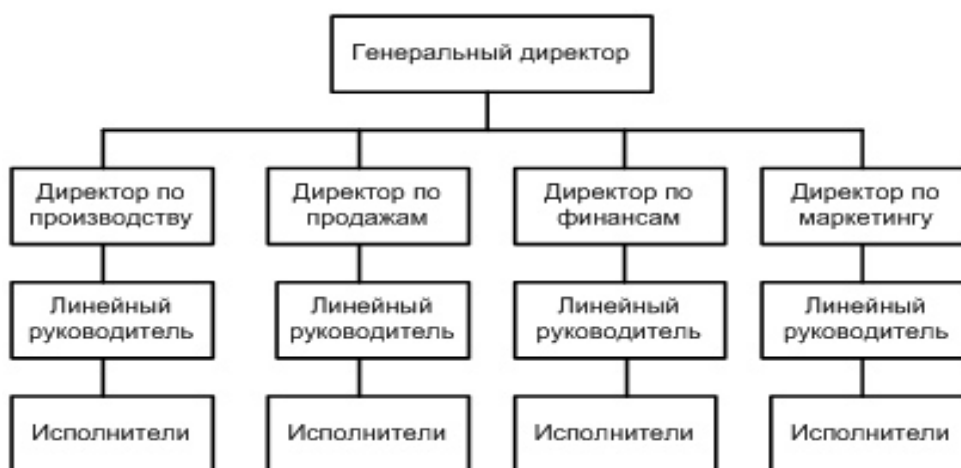 Генеральный директор
Директор по
производству
Директор по
продажам
Директор по
финансам
Директор по
маркетингу
Линейный
руководитель
Линейный
руководитель
Линейный
руководитель
Линейный
руководитель
Исполнители
Исполнители
Исполнители
Исполнители